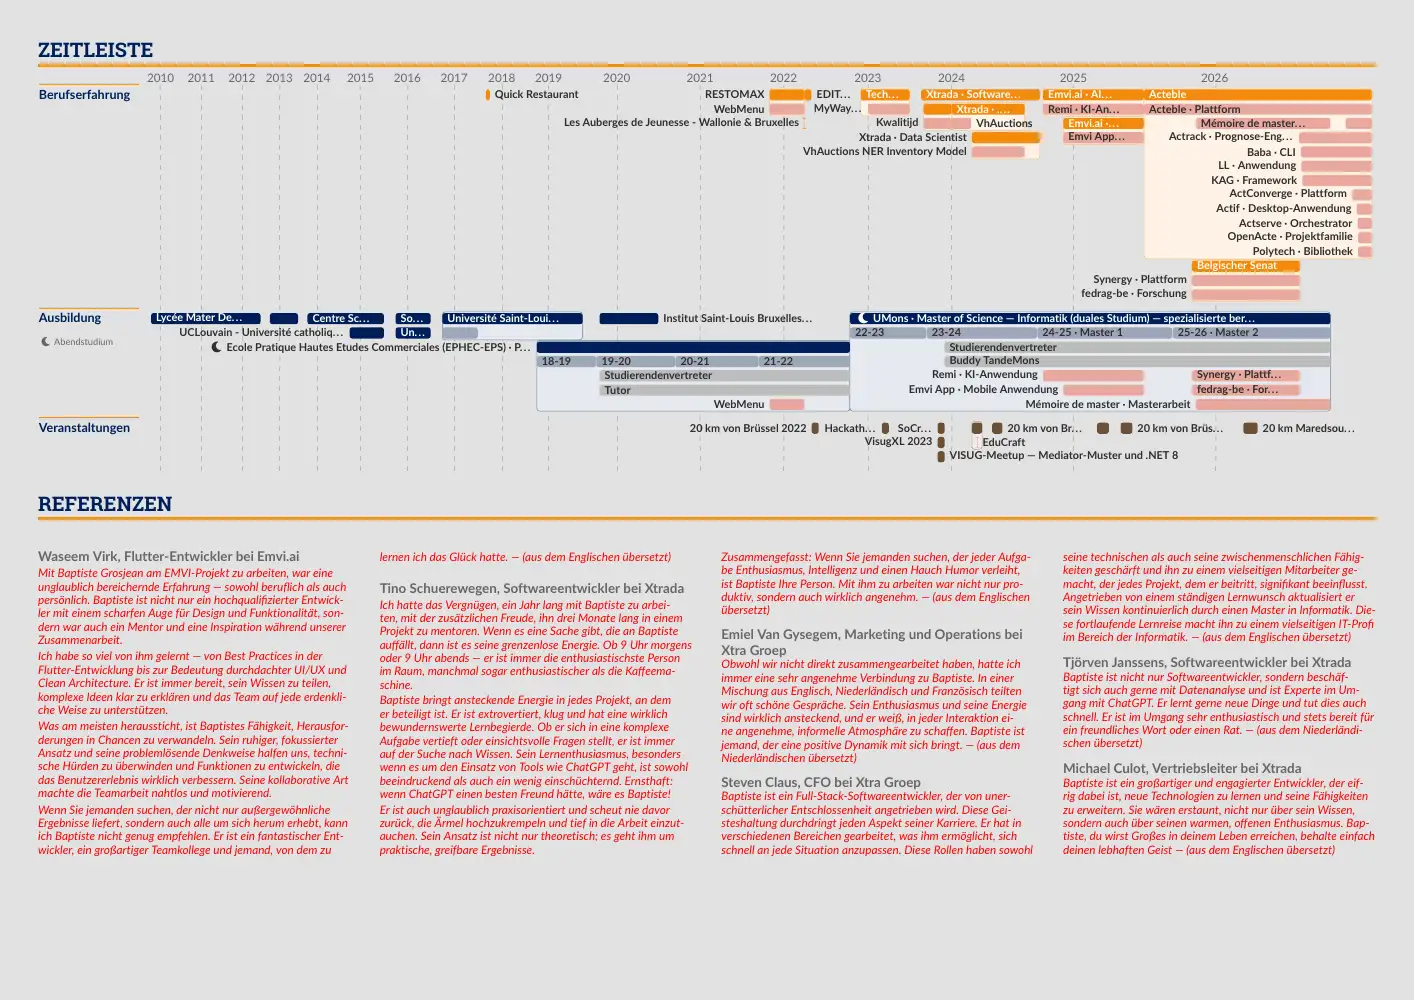 ZEITLEISTE
2010 2011 2012 2013 2014 2015 2016 2017 2018 2019 2020 2021 2022 2023 2024 2025 2026
Berufserfahrung
Quick Restaurant
RESTOMAX
EDIT...
Tech...
Xtrada · Software...
Emvi.ai · AI...
Acteble
WebMenu
MyWay...
Xtrada · ...
Remi · KI-An...
Acteble · Plattform
Les Auberges de Jeunesse - Wallonie & Bruxelles
Kwalitijd
VhAuctions
Emvi.ai ·...
Mémoire de master...
Xtrada · Data Scientist
Emvi App...
Actrack · Prognose-Eng...
VhAuctions NER Inventory Model
Baba · CLI
LL · Anwendung
KAG · Framework
ActConverge · Plattform
Actif · Desktop-Anwendung
Actserve · Orchestrator
OpenActe · Projektfamilie
Polytech · Bibliothek
Belgischer Senat
Synergy · Plattform
fedrag-be · Forschung
Ausbildung
Lycée Mater De...
Centre Sc...
So...
Université Saint-Loui...
Institut Saint-Louis Bruxelles...
UMons · Master of Science — Informatik (duales Studium) — spezialisierte ber...
UCLouvain - Université catholiq...
Un...
22-23 23-24 24-25 · Master 1 25-26 · Master 2
Abendstudium
Ecole Pratique Hautes Etudes Commerciales (EPHEC-EPS) · P...
Studierendenvertreter
18-19 19-20 20-21 21-22
Buddy TandeMons
Studierendenvertreter
Remi · KI-Anwendung
Synergy · Plattf...
Tutor
Emvi App · Mobile Anwendung
fedrag-be · For...
WebMenu
Mémoire de master · Masterarbeit
Veranstaltungen
20 km von Brüssel 2022
Hackath...
SoCr...
20 km von Br...
20 km von Brüs...
20 km Maredsou...
VisugXL 2023
EduCraft
VISUG-Meetup — Mediator-Muster und .NET 8
REFERENZEN
Waseem Virk, Flutter-Entwickler bei Emvi.ai
Mit Baptiste Grosjean am EMVI-Projekt zu arbeiten, war eine
unglaublich bereichernde Erfahrung — sowohl beruflich als auch
persönlich. Baptiste ist nicht nur ein hochqualifizierter Entwick-
ler mit einem scharfen Auge für Design und Funktionalität, son-
dern war auch ein Mentor und eine Inspiration während unserer
Zusammenarbeit.
Ich habe so viel von ihm gelernt — von Best Practices in der
Flutter-Entwicklung bis zur Bedeutung durchdachter UI/UX und
Clean Architecture. Er ist immer bereit, sein Wissen zu teilen,
komplexe Ideen klar zu erklären und das Team auf jede erdenkli-
che Weise zu unterstützen.
Was am meisten heraussticht, ist Baptistes Fähigkeit, Herausfor-
derungen in Chancen zu verwandeln. Sein ruhiger, fokussierter
Ansatz und seine problemlösende Denkweise halfen uns, techni-
sche Hürden zu überwinden und Funktionen zu entwickeln, die
das Benutzererlebnis wirklich verbessern. Seine kollaborative Art
machte die Teamarbeit nahtlos und motivierend.
Wenn Sie jemanden suchen, der nicht nur außergewöhnliche
Ergebnisse liefert, sondern auch alle um sich herum erhebt, kann
ich Baptiste nicht genug empfehlen. Er ist ein fantastischer Ent-
wickler, ein großartiger Teamkollege und jemand, von dem zu
lernen ich das Glück hatte. — (aus dem Englischen übersetzt)
Tino Schuerewegen, Softwareentwickler bei Xtrada
Ich hatte das Vergnügen, ein Jahr lang mit Baptiste zu arbei-
ten, mit der zusätzlichen Freude, ihn drei Monate lang in einem
Projekt zu mentoren. Wenn es eine Sache gibt, die an Baptiste
auffällt, dann ist es seine grenzenlose Energie. Ob 9 Uhr morgens
oder 9 Uhr abends — er ist immer die enthusiastischste Person
im Raum, manchmal sogar enthusiastischer als die Kaffeema-
schine.
Baptiste bringt ansteckende Energie in jedes Projekt, an dem
er beteiligt ist. Er ist extrovertiert, klug und hat eine wirklich
bewundernswerte Lernbegierde. Ob er sich in eine komplexe
Aufgabe vertieft oder einsichtsvolle Fragen stellt, er ist immer
auf der Suche nach Wissen. Sein Lernenthusiasmus, besonders
wenn es um den Einsatz von Tools wie ChatGPT geht, ist sowohl
beeindruckend als auch ein wenig einschüchternd. Ernsthaft:
wenn ChatGPT einen besten Freund hätte, wäre es Baptiste!
Er ist auch unglaublich praxisorientiert und scheut nie davor
zurück, die Ärmel hochzukrempeln und tief in die Arbeit einzut-
auchen. Sein Ansatz ist nicht nur theoretisch; es geht ihm um
praktische, greifbare Ergebnisse.
Zusammengefasst: Wenn Sie jemanden suchen, der jeder Aufga-
be Enthusiasmus, Intelligenz und einen Hauch Humor verleiht,
ist Baptiste Ihre Person. Mit ihm zu arbeiten war nicht nur pro-
duktiv, sondern auch wirklich angenehm. — (aus dem Englischen
übersetzt)
Emiel Van Gysegem, Marketing und Operations bei
Xtra Groep
Obwohl wir nicht direkt zusammengearbeitet haben, hatte ich
immer eine sehr angenehme Verbindung zu Baptiste. In einer
Mischung aus Englisch, Niederländisch und Französisch teilten
wir oft schöne Gespräche. Sein Enthusiasmus und seine Energie
sind wirklich ansteckend, und er weiß, in jeder Interaktion ei-
ne angenehme, informelle Atmosphäre zu schaffen. Baptiste ist
jemand, der eine positive Dynamik mit sich bringt. — (aus dem
Niederländischen übersetzt)
Steven Claus, CFO bei Xtra Groep
Baptiste ist ein Full-Stack-Softwareentwickler, der von uner-
schütterlicher Entschlossenheit angetrieben wird. Diese Gei-
steshaltung durchdringt jeden Aspekt seiner Karriere. Er hat in
verschiedenen Bereichen gearbeitet, was ihm ermöglicht, sich
schnell an jede Situation anzupassen. Diese Rollen haben sowohl
seine technischen als auch seine zwischenmenschlichen Fähig-
keiten geschärft und ihn zu einem vielseitigen Mitarbeiter ge-
macht, der jedes Projekt, dem er beitritt, signifikant beeinflusst.
Angetrieben von einem ständigen Lernwunsch aktualisiert er
sein Wissen kontinuierlich durch einen Master in Informatik. Die-
se fortlaufende Lernreise macht ihn zu einem vielseitigen IT-Profi
im Bereich der Informatik. — (aus dem Englischen übersetzt)
Tjörven Janssens, Softwareentwickler bei Xtrada
Baptiste ist nicht nur Softwareentwickler, sondern beschäf-
tigt sich auch gerne mit Datenanalyse und ist Experte im Um-
gang mit ChatGPT. Er lernt gerne neue Dinge und tut dies auch
schnell. Er ist im Umgang sehr enthusiastisch und stets bereit für
ein freundliches Wort oder einen Rat. — (aus dem Niederländi-
schen übersetzt)
Michael Culot, Vertriebsleiter bei Xtrada
Baptiste ist ein großartiger und engagierter Entwickler, der eif-
rig dabei ist, neue Technologien zu lernen und seine Fähigkeiten
zu erweitern. Sie wären erstaunt, nicht nur über sein Wissen,
sondern auch über seinen warmen, offenen Enthusiasmus. Bap-
tiste, du wirst Großes in deinem Leben erreichen, behalte einfach
deinen lebhaften Geist — (aus dem Englischen übersetzt)